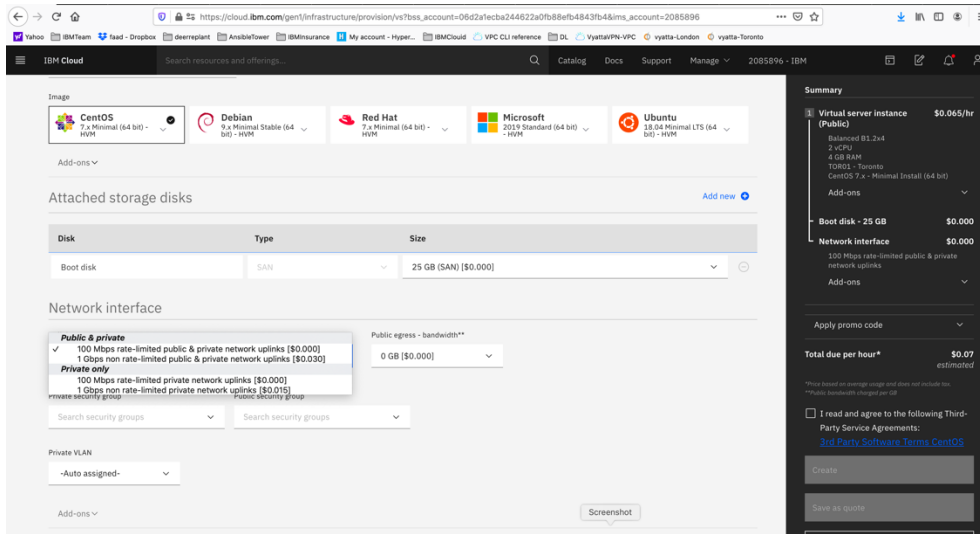 https://cloud.ibm.com/gen1/infrastructure/provision/vs?bss_account=06d2a1ecba244622a0fb88efb4843fb4&ims_account=2085896
Yahoo IBMTeam faad - Dropbox deerreplant AnsibleTower IBMInsurance My account - Hyper... IBMClouid VPC CLI reference DL VyattaVPN-VPC vyatta-London vyatta-Toronto
IBM Cloud Search resources and offerings... Catalog Docs Support Manage 2085896 - IBM
Image
CentOS
7.x Minimal (64 bit) -
HVM
Debian
9.x Minimal Stable (64
bit) - HVM
Red Hat
7.x Minimal (64 bit) -
HVM
Microsoft
2019 Standard (64 bit)
- HVM
Ubuntu
18.04 Minimal LTS (64
bit) - HVM
Add-ons
Attached storage disks
Add new
Disk Type Size
Boot disk SAN 25 GB (SAN) [$0.000]
Network interface
Public & private
100 Mbps rate-limited public & private network uplinks [$0.000]
1 Gbps non rate-limited public & private network uplinks [$0.030]
Private only
100 Mbps rate-limited private network uplinks [$0.000]
1 Gbps non rate-limited private network uplinks [$0.015]
Public egress - bandwidth**
0 GB [$0.000]
Private security group Public security group
Search security groups Search security groups
Private VLAN
-Auto assigned-
Add-ons
Screenshot
Summary
1 Virtual server instance $0.065/hr
(Public)
Balanced B1.2x4
2 vCPU
4 GB RAM
TOR01 - Toronto
CentOS 7.x - Minimal Install (64 bit)
Add-ons
Boot disk - 25 GB $0.000
Network interface $0.000
100 Mbps rate-limited public & private
network uplinks
Add-ons
Apply promo code
Total due per hour* $0.07
estimated
*Price based on average usage and does not include tax.
**Public bandwidth charged per GB
I read and agree to the following Third-
Party Service Agreements:
3rd Party Software Terms CentOS
Create
Save as quote